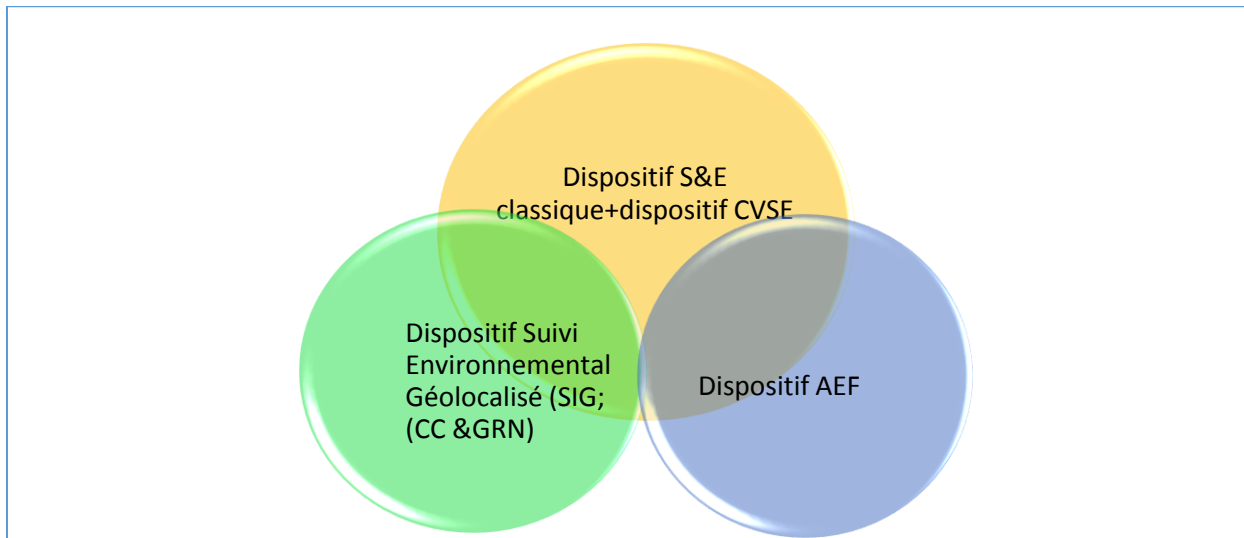 Dispositif S&E
classique+dispositif CVSE
Dispositif Suivi
Environnemental
Géolocalisé (SIG;
(CC &GRN)
Dispositif AEF